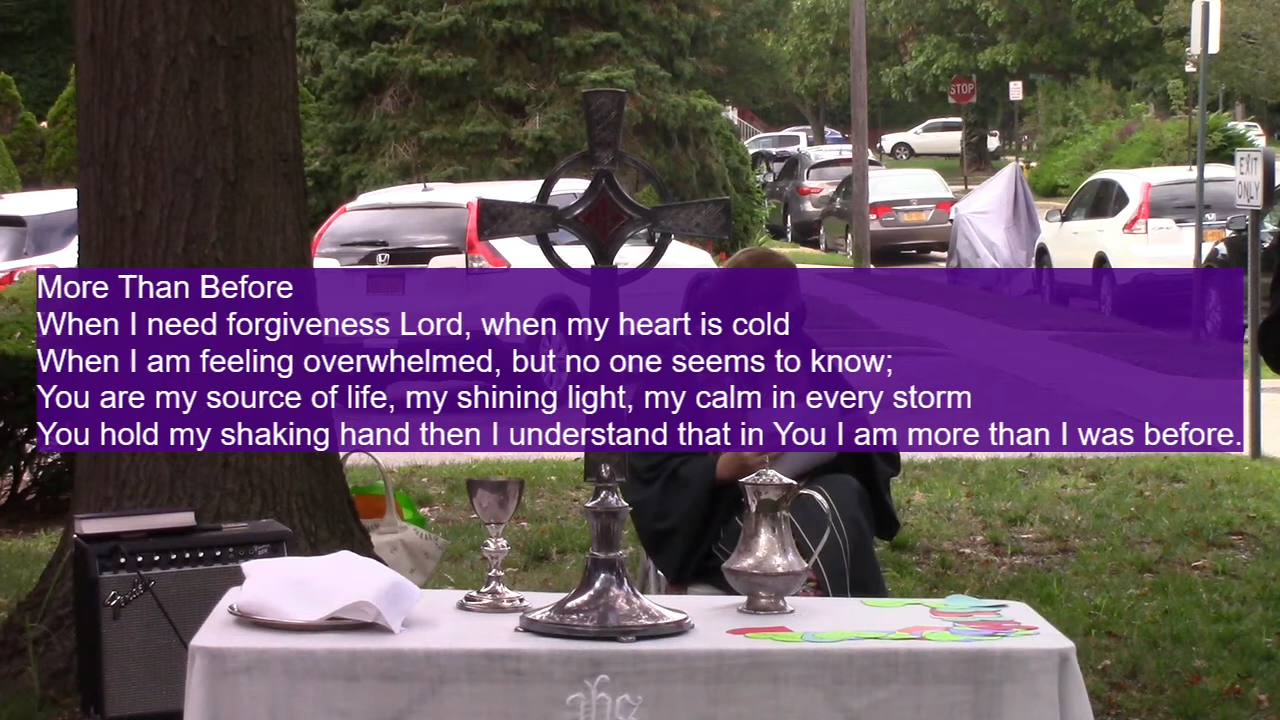 STOP
EXIT
ONLY
More Than Before
When I need forgiveness Lord, when my heart is cold
When I am feeling overwhelmed, but no one seems to know;
You are my source of life, my shining light, my calm in every storm
You hold my shaking hand then I understand that in You I am more than I was before.
Fender
ihs